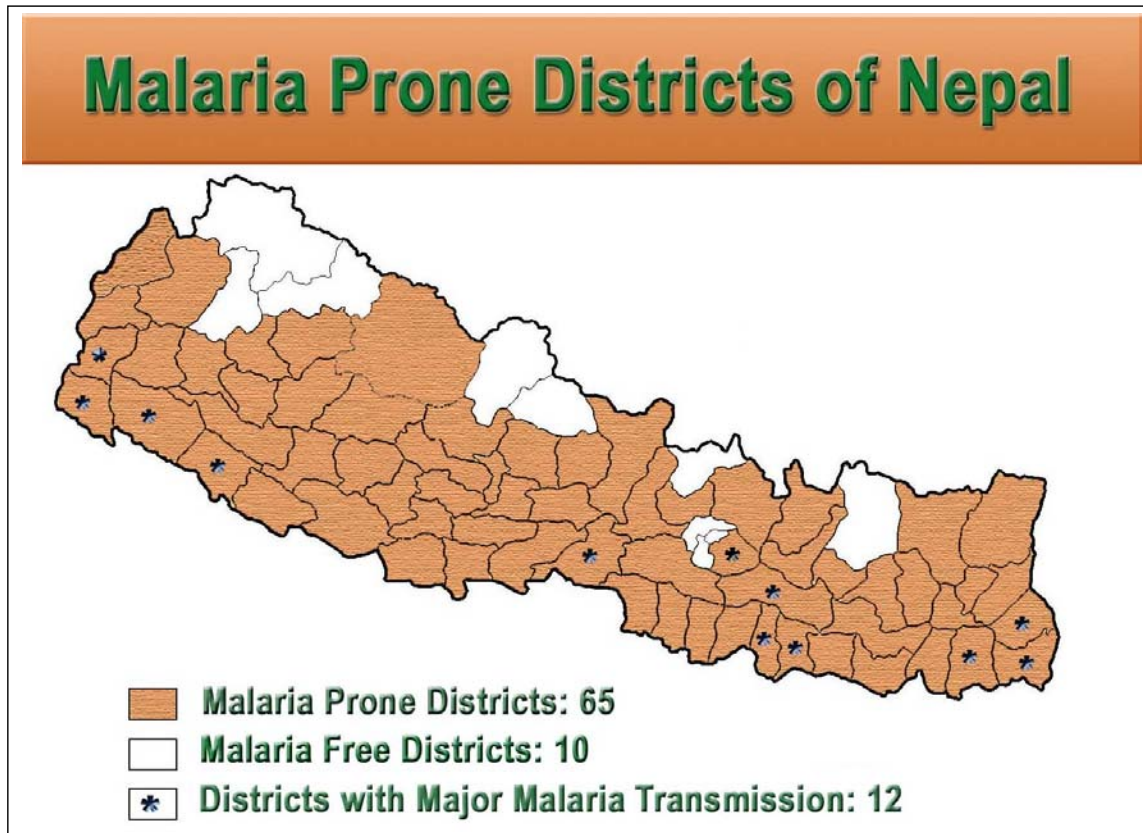 Malaria Prone Districts of Nepal
Malaria Prone Districts: 65
Malaria Free Districts: 10
Districts with Major Malaria Transmission: 12